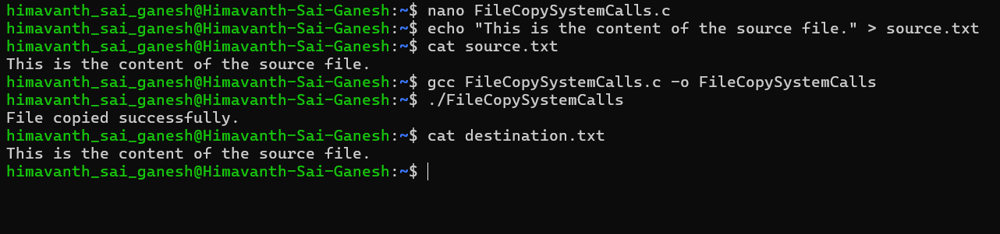 himavanth_sai_ganesh@Himavanth-Sai-Ganesh:~$ nano FileCopySystemCalls.c
himavanth_sai_ganesh@Himavanth-Sai-Ganesh:~$ echo "This is the content of the source file." > source.txt
himavanth_sai_ganesh@Himavanth-Sai-Ganesh:~$ cat source.txt
This is the content of the source file.
himavanth_sai_ganesh@Himavanth-Sai-Ganesh:~$ gcc FileCopySystemCalls.c -o FileCopySystemCalls
himavanth_sai_ganesh@Himavanth-Sai-Ganesh:~$ ./FileCopySystemCalls
File copied successfully.
himavanth_sai_ganesh@Himavanth-Sai-Ganesh:~$ cat destination.txt
This is the content of the source file.
himavanth_sai_ganesh@Himavanth-Sai-Ganesh:~$